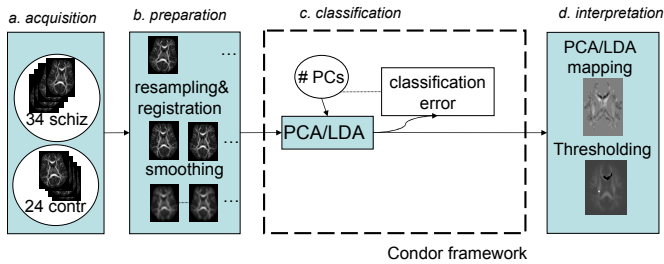 a. acquisition
34 schiz
24 contr
b. preparation
...
resampling&
registration
...
smoothing
...
c. classification
# PCs
classification
error
PCA/LDA
Condor framework
d. interpretation
PCA/LDA
mapping
Thresholding